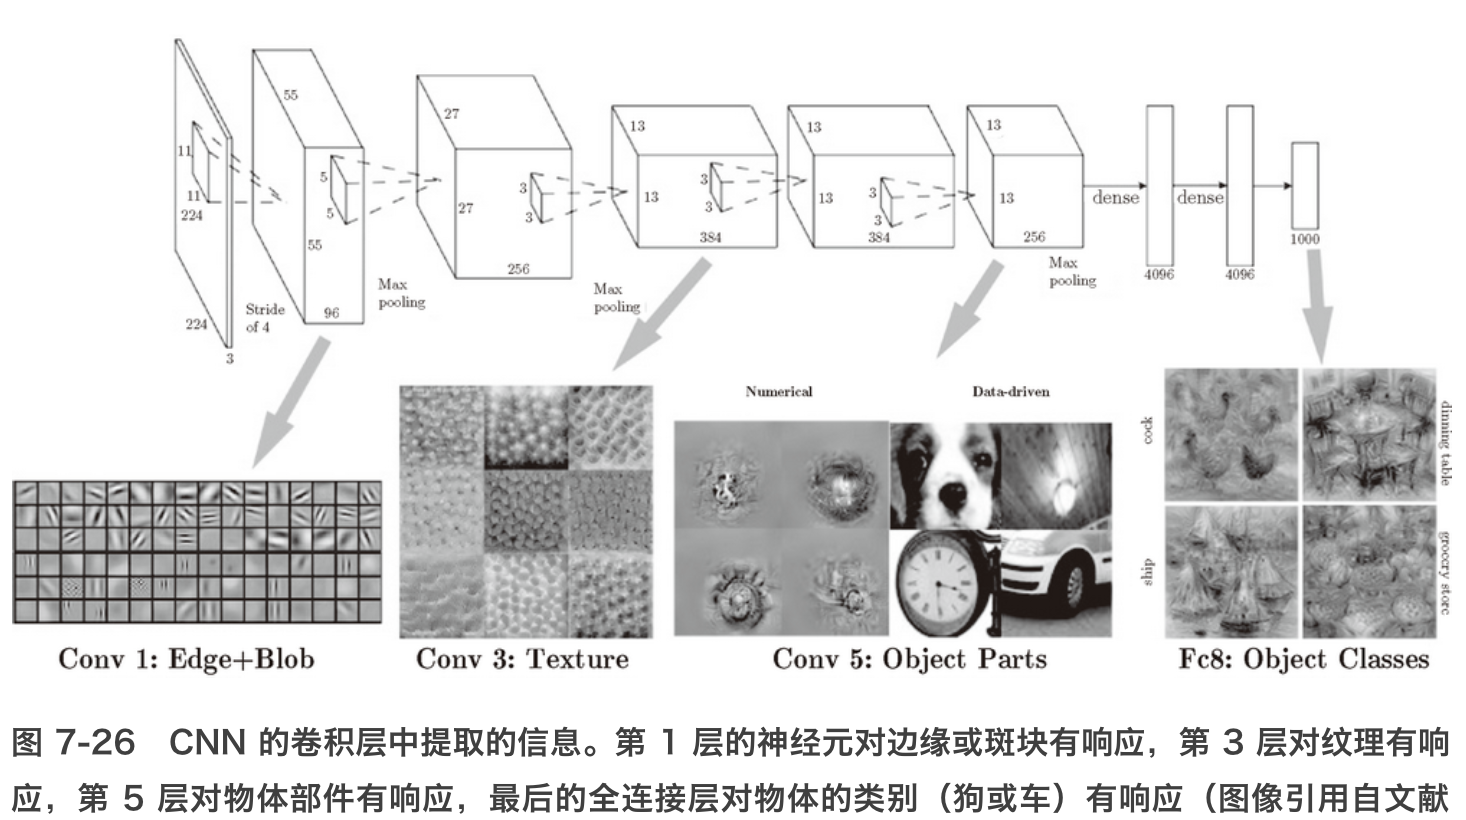 55
27
13
13
13
11
11
224
5
5
55
27
3
3
13
3
3
13
3
3
13
dense
dense
384
384
256
1000
256
4096
4096
Max
pooling
Max
pooling
Max
pooling
Stride
of 4
96
224
3
Numerical
Data-driven
cock
dinning table
ship
grocery store
Conv 1: Edge+Blob
Conv 3: Texture
Conv 5: Object Parts
Fc8: Object Classes
图 7-26 CNN 的卷积层中提取的信息。第 1 层的神经元对边缘或斑块有响应，第 3 层对纹理有响
应，第 5 层对物体部件有响应，最后的全连接层对物体的类别（狗或车）有响应（图像引用自文献